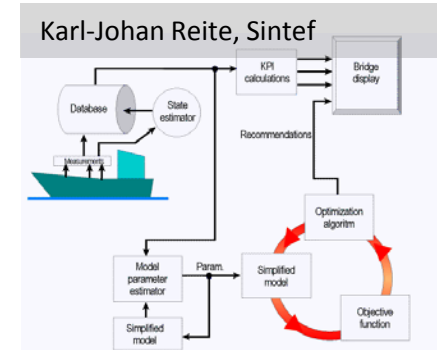 Karl-Johan Reite, Sintef
KPI
calculations
Bridge
display
Database
State
estimator
Measurements
Recommendations
Optimization
algoritm
Model
parameter
estimator
Param.
Simplified
model
Objective
function
Simplified
model